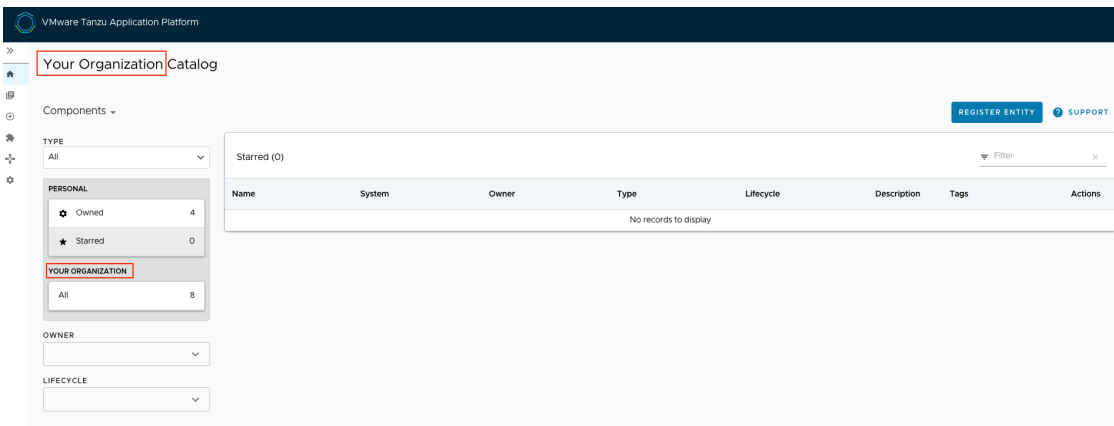 VMware Tanzu Application Platform
Your Organization Catalog
Components
REGISTER ENTITY
SUPPORT
TYPE
All
Starred (0)
Filter
PERSONAL
Name System Owner Type Lifecycle Description Tags Actions
Owned 4
No records to display
Starred 0
YOUR ORGANIZATION
All 8
OWNER
LIFECYCLE